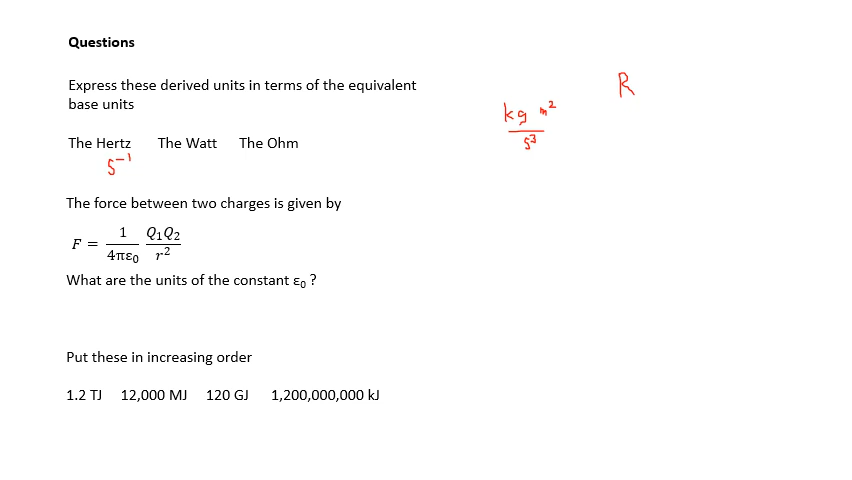 Questions
Express these derived units in terms of the equivalent
base units
The Hertz The Watt The Ohm
s⁻¹
kg m²
s³
R
The force between two charges is given by
F = 1/4πε₀ Q₁Q₂/r²
What are the units of the constant ε₀ ?
Put these in increasing order
1.2 TJ 12,000 MJ 120 GJ 1,200,000,000 kJ